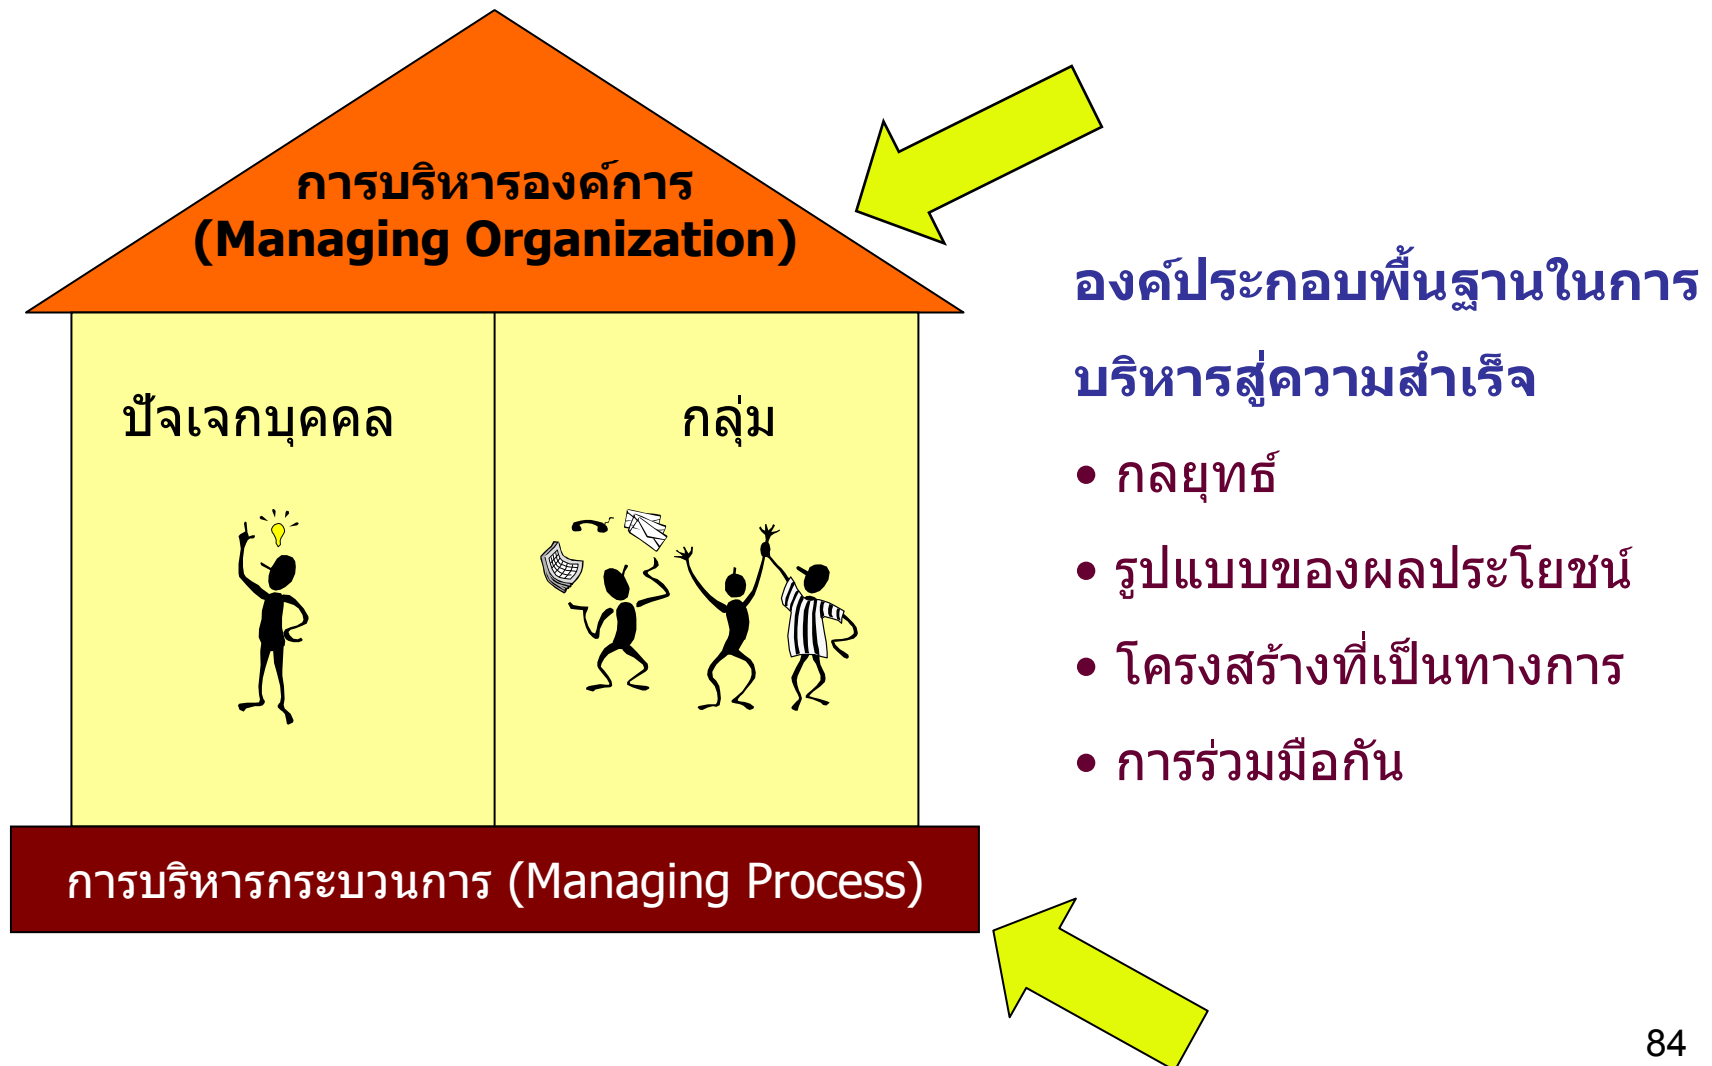 การบริหารองค์การ
(Managing Organization)
ปัจเจกบุคคล
กลุ่ม
การบริหารกระบวนการ (Managing Process)
องค์ประกอบพื้นฐานในการ
บริหารสู่ความสำเร็จ
• กลยุทธ์
• รูปแบบของผลประโยชน์
• โครงสร้างที่เป็นทางการ
• การร่วมมือกัน
84